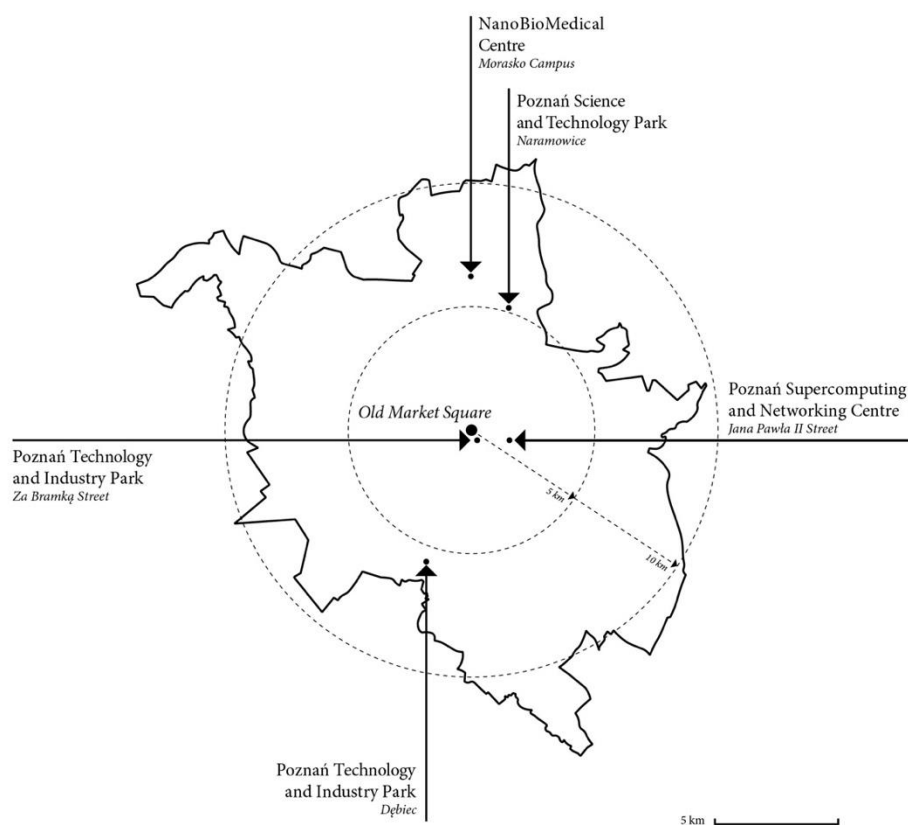 NanoBioMedical
Centre
Morasko Campus
Poznań Science
and Technology Park
Naramowice
Old Market Square
Poznań Supercomputing
and Networking Centre
Jana Pawła II Street
Poznań Technology
and Industry Park
Za Bramką Street
5 km
10 km
Poznań Technology
and Industry Park
Dębiec
5 km